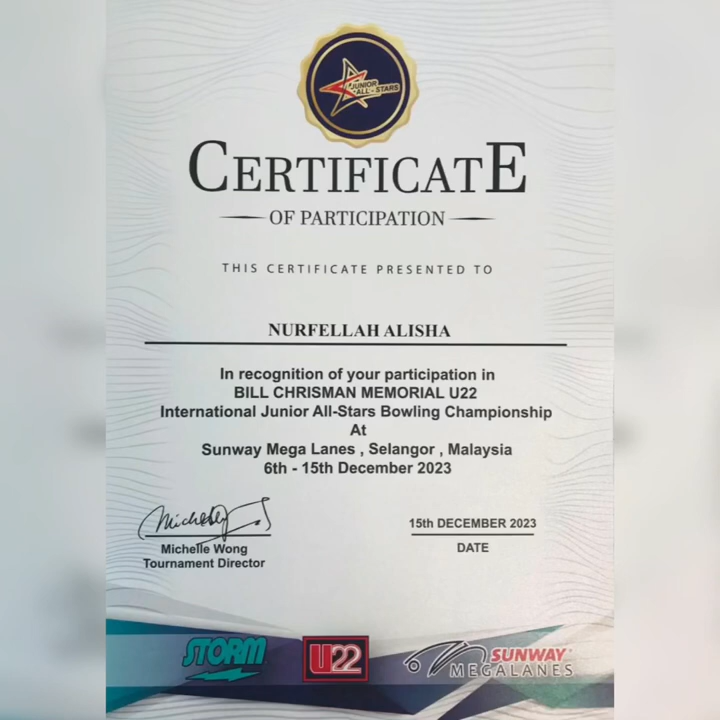 JUNIOR
ALL-STARS
CERTIFICATE
OF PARTICIPATION
THIS CERTIFICATE PRESENTED TO
NURFELLAH ALISHA
In recognition of your participation in
BILL CHRISMAN MEMORIAL U22
International Junior All-Stars Bowling Championship
At
Sunway Mega Lanes , Selangor , Malaysia
6th - 15th December 2023
Michelle Wong
Tournament Director
15th DECEMBER 2023
DATE
STORM
U22
SUNWAY
MEGALANES